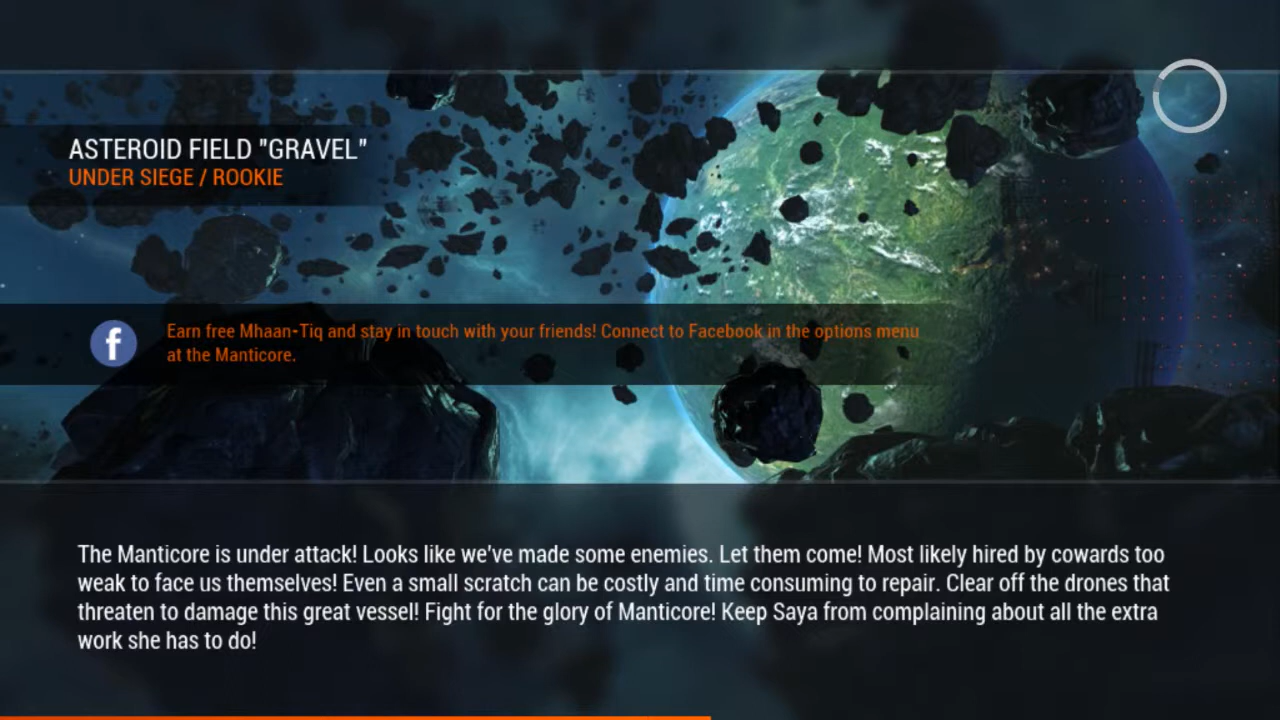 ASTEROID FIELD "GRAVEL"
UNDER SIEGE / ROOKIE
f
Earn free Mhaan-Tiq and stay in touch with your friends! Connect to Facebook in the options menu
at the Manticore.
The Manticore is under attack! Looks like we've made some enemies. Let them come! Most likely hired by cowards too
weak to face us themselves! Even a small scratch can be costly and time consuming to repair. Clear off the drones that
threaten to damage this great vessel! Fight for the glory of Manticore! Keep Saya from complaining about all the extra
work she has to do!